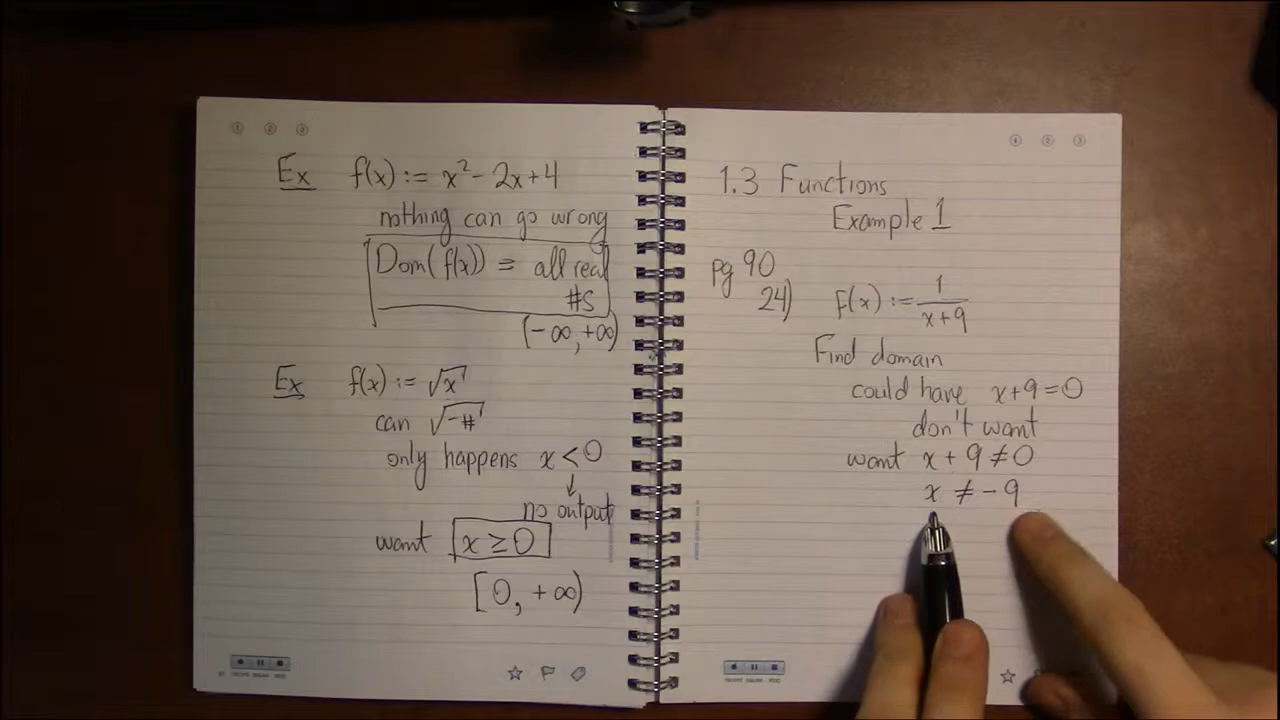 Ex f(x) := x² - 2x + 4
nothing can go wrong
Dom(f(x)) = all real
#s
(-∞, +∞)
Ex f(x) := √x
can √-#
only happens x < 0
↓
no output
want x ≥ 0
[0, +∞)
1.3 Functions
Example 1
pg 90
24) f(x) := 1/(x+9)
Find domain
could have x+9 = 0
don't want
want x + 9 ≠ 0
x ≠ -9